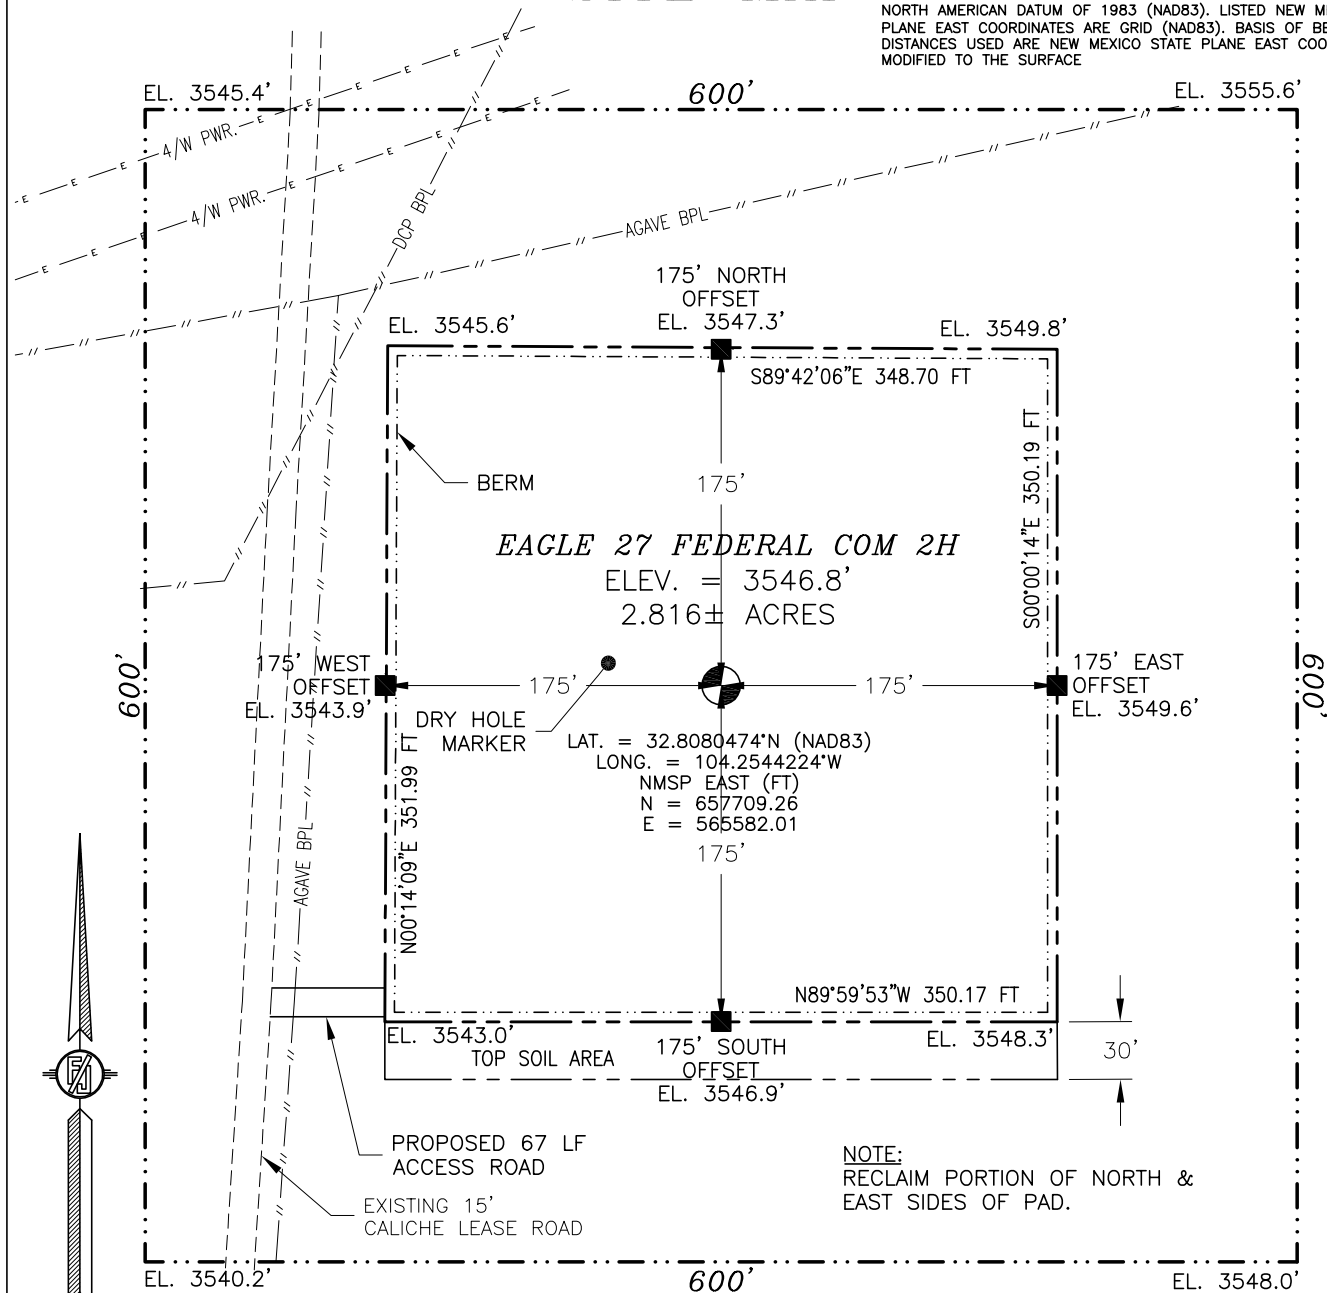 NORTH AMERICAN DATUM OF 1983 (NAD83). LISTED NEW
PLANE EAST COORDINATES ARE GRID (NAD83). BASIS OF
DISTANCES USED ARE NEW MEXICO STATE PLANE EAST
MODIFIED TO THE SURFACE
EL. 3545.4'
600'
EL. 3555.6'
E E E E
4/W PWR.
E E E E E
4/W PWR.
DCP BPL
AGAVE BPL
175' NORTH
OFFSET
EL. 3547.3'
EL. 3545.6'
EL. 3549.8'
S89°42'06"E 348.70 FT
S00°00'14"E 350.19 FT
BERM
175'
EAGLE 27 FEDERAL COM 2H
ELEV. = 3546.8'
2.816± ACRES
600'
175' WEST
OFFSET
EL. 3543.9'
175'
175'
175' EAST
OFFSET
EL. 3549.6'
600'
DRY HOLE
MARKER
LAT. = 32.8080474°N (NAD83)
LONG. = 104.2544224°W
NMSP EAST (FT)
N = 657709.26
E = 565582.01
175'
N00°14'09"E 351.99 FT
AGAVE BPL
N89°59'53"W 350.17 FT
EL. 3543.0'
EL. 3548.3'
TOP SOIL AREA
175' SOUTH
OFFSET
EL. 3546.9'
30'
PROPOSED 67 LF
ACCESS ROAD
EXISTING 15'
CALICHE LEASE ROAD
NOTE:
RECLAIM PORTION OF NORTH &
EAST SIDES OF PAD.
EL. 3540.2'
600'
EL. 3548.0'